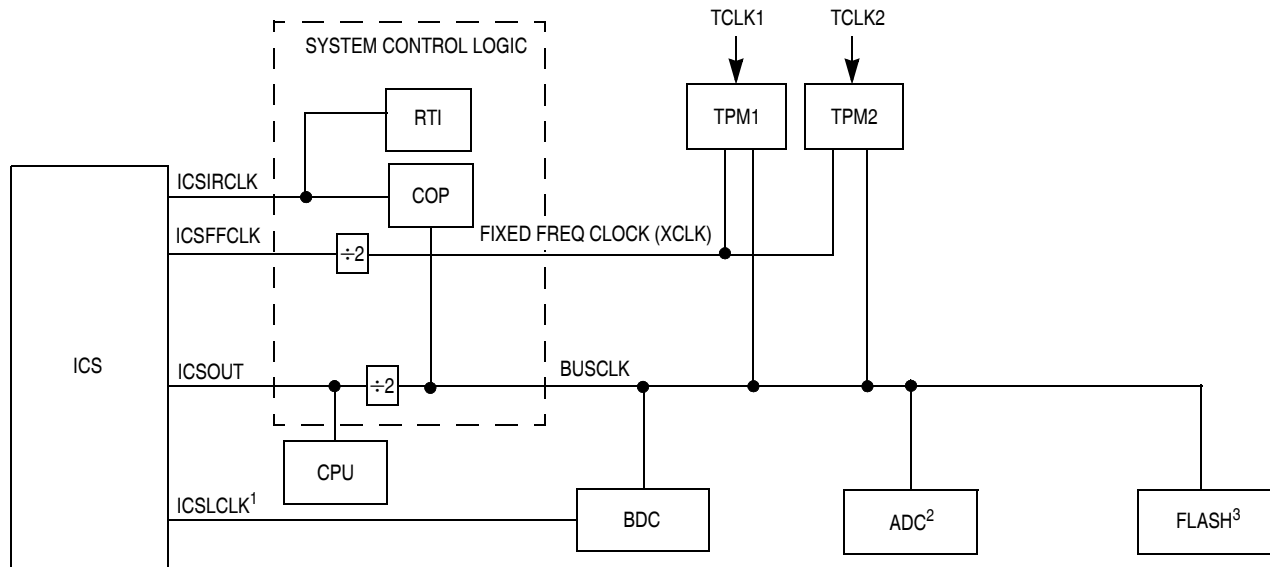 TCLK1
TCLK2
SYSTEM CONTROL LOGIC
RTI
TPM1
TPM2
ICSIRCLK
COP
ICSFFCLK
÷2
FIXED FREQ CLOCK (XCLK)
ICS
ICSOUT
÷2
BUSCLK
CPU
ICSLCLK¹
BDC
ADC²
FLASH³